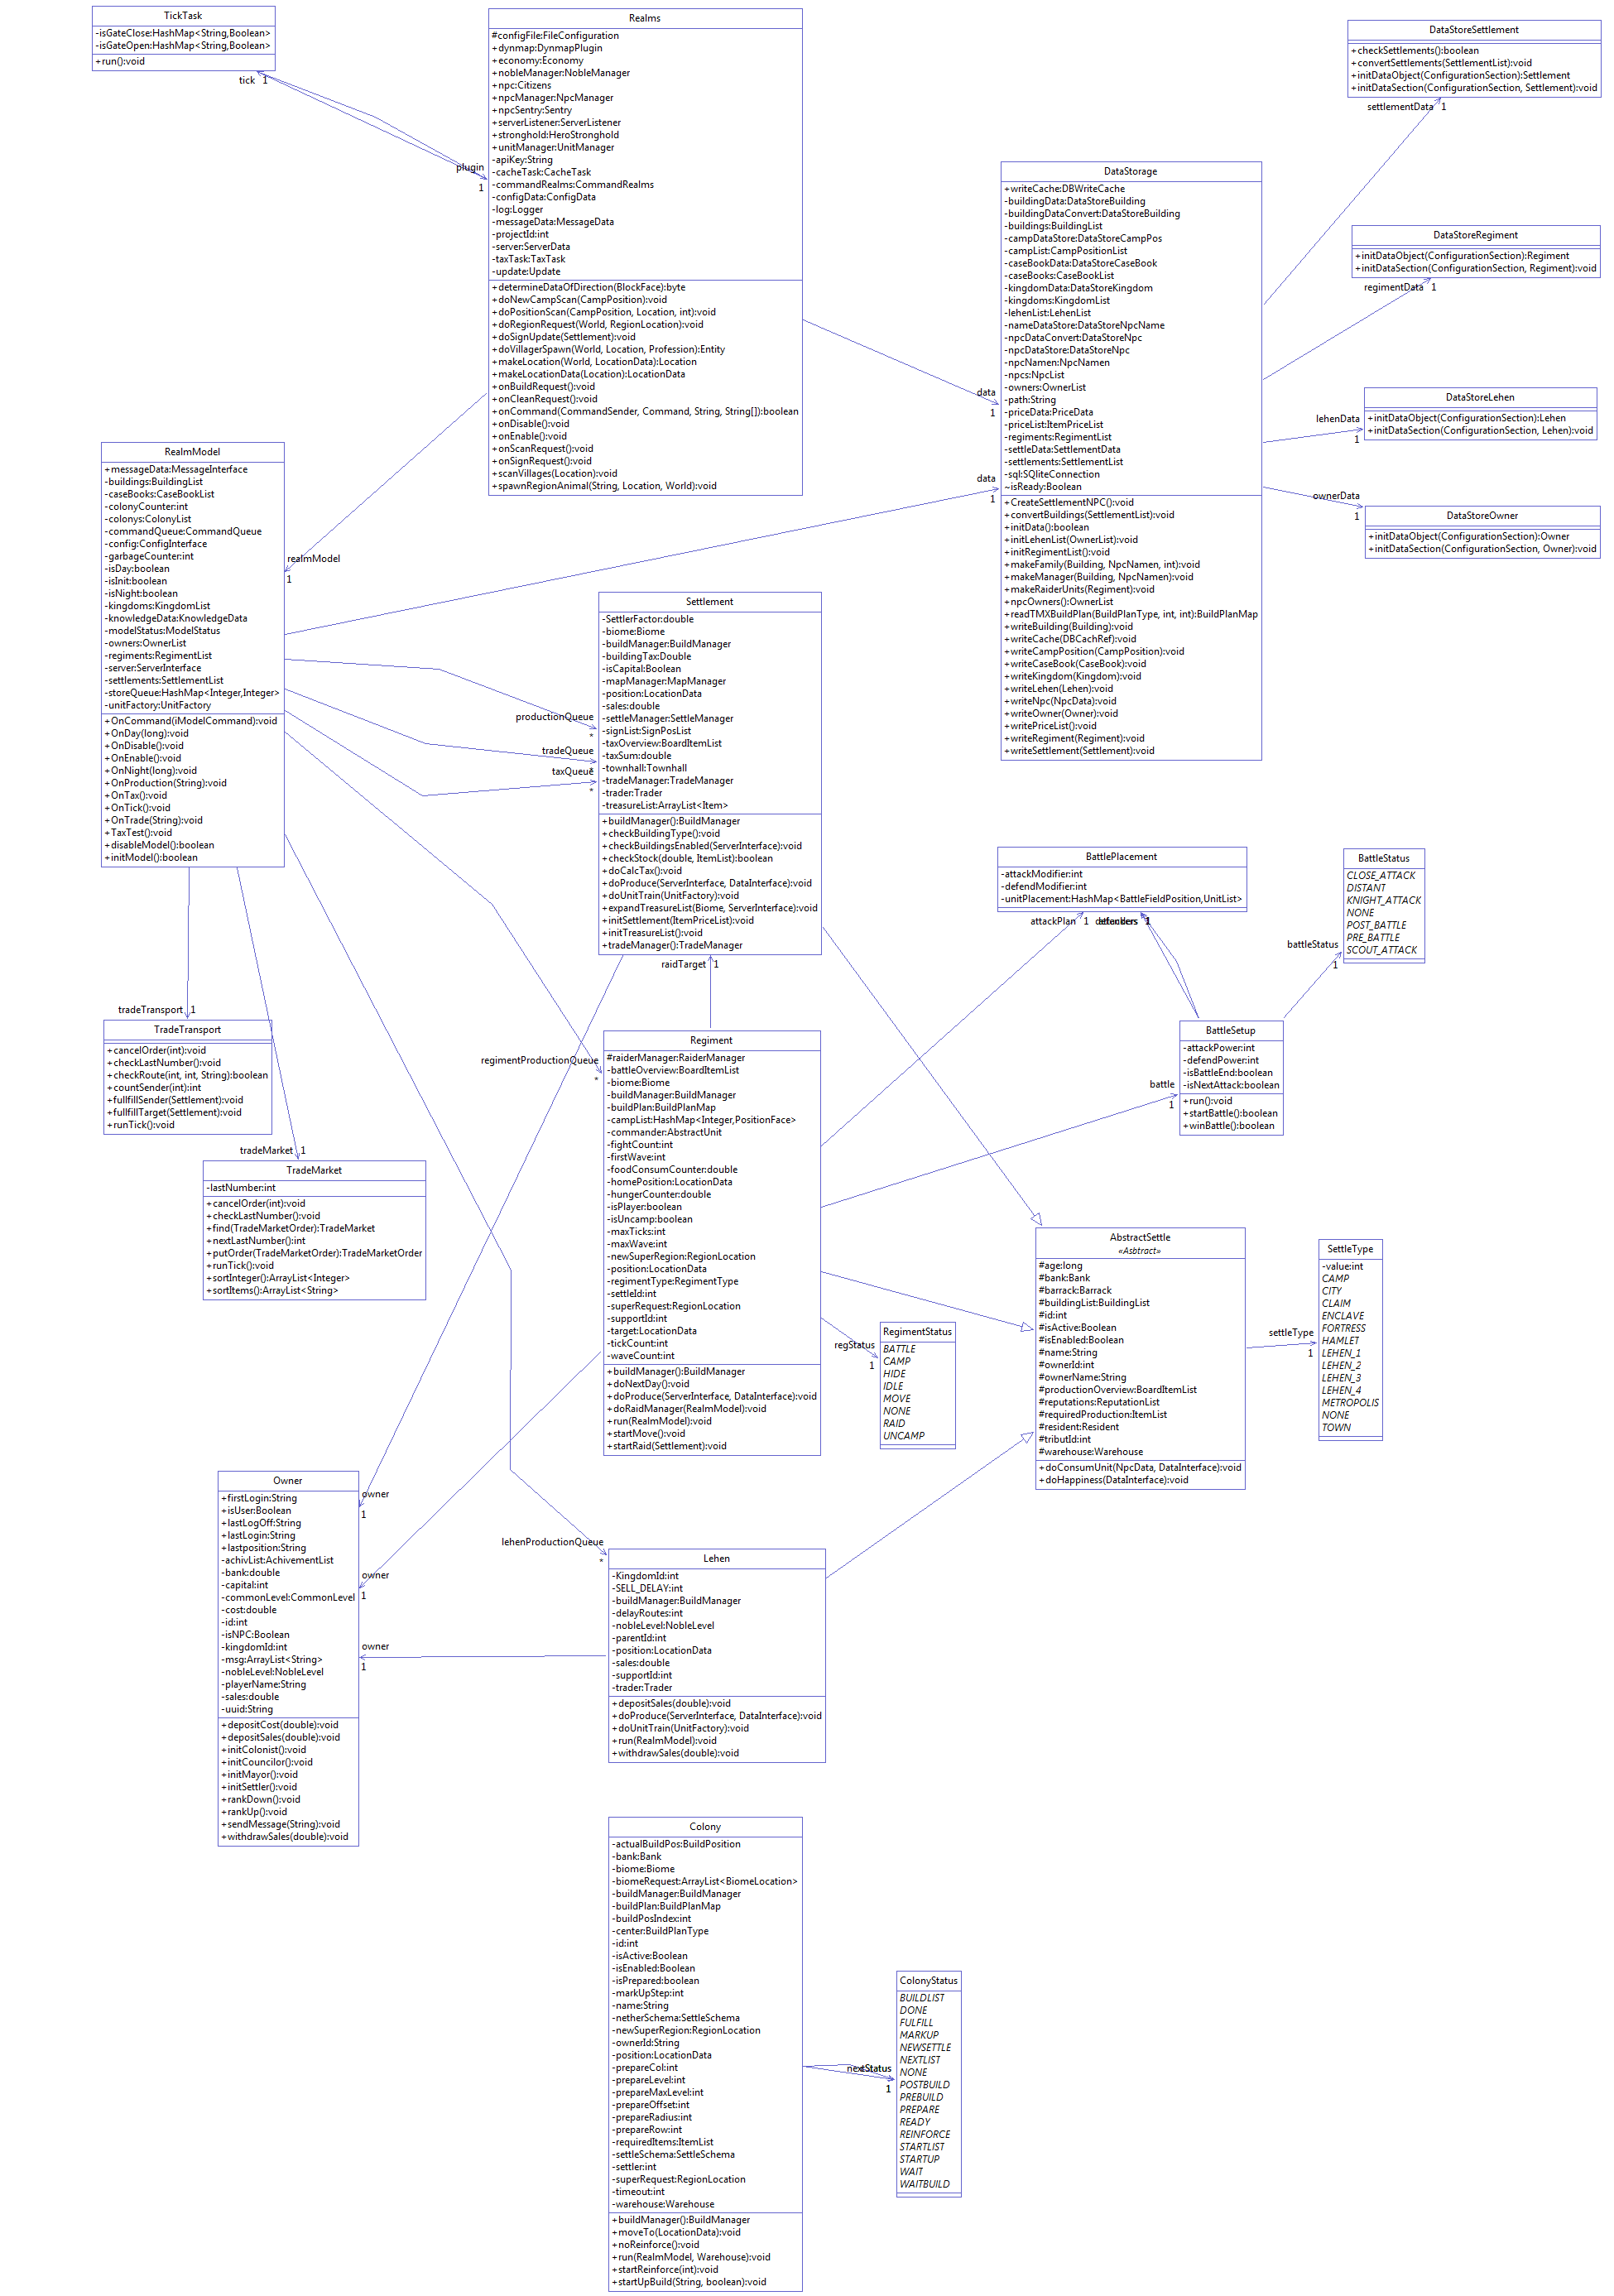 TickTask
-isGateClose:HashMap<String,Boolean>
-isGateOpen:HashMap<String,Boolean>
+run():void
tick 1
Realms
#configFile:FileConfiguration
+dynmap:DynmapPlugin
+economy:Economy
+nobleManager:NobleManager
+npc:Citizens
+npcManager:NpcManager
+npcSentry:Sentry
+serverListener:ServerListener
+stronghold:HeroStronghold
+unitManager:UnitManager
-apiKey:String
-cacheTask:CacheTask
-commandRealms:CommandRealms
-configData:ConfigData
-log:Logger
-messageData:MessageData
-projectId:int
-server:ServerData
-taxTask:TaxTask
-update:Update
+determineDataOfDirection(BlockFace):byte
+doNewCampScan(CampPosition):void
+doPositionScan(CampPosition, Location, int):void
+doRegionRequest(World, RegionLocation):void
+doSignUpdate(Settlement):void
+doVillagerSpawn(World, Location, Profession):Entity
+makeLocation(World, LocationData):Location
+makeLocationData(Location):LocationData
+onBuildRequest():void
+onCleanRequest():void
+onCommand(CommandSender, Command, String, String[]):boolean
+onDisable():void
+onEnable():void
+onScanRequest():void
+onSignRequest():void
+scanVillages(Location):void
+spawnRegionAnimal(String, Location, World):void
plugin
1
DataStoreSettlement
+checkSettlements():boolean
+convertSettlements(SettlementList):void
+initDataObject(ConfigurationSection):Settlement
+initDataSection(ConfigurationSection, Settlement):void
settlementData 1
DataStorage
+writeCache:DBWriteCache
-buildingData:DataStoreBuilding
-buildingDataConvert:DataStoreBuilding
-buildings:BuildingList
-campDataStore:DataStoreCampPos
-campList:CampPositionList
-caseBookData:DataStoreCaseBook
-caseBooks:CaseBookList
-kingdomData:DataStoreKingdom
-kingdoms:KingdomList
-lehenList:LehenList
-nameDataStore:DataStoreNpcName
-npcDataConvert:DataStoreNpc
-npcDataStore:DataStoreNpc
-npcNamen:NpcNamen
-npcs:NpcList
-owners:OwnerList
-path:String
-priceData:PriceData
-priceList:ItemPriceList
-regiments:RegimentList
-settleData:SettlementData
-settlements:SettlementList
-sql:SQliteConnection
~isReady:Boolean
+CreateSettlementNPC():void
+convertBuildings(SettlementList):void
+initData():boolean
+initLehenList(OwnerList):void
+initRegimentList():void
+makeFamily(Building, NpcNamen, int):void
+makeManager(Building, NpcNamen):void
+makeRaiderUnits(Regiment):void
+npcOwners():OwnerList
+readTMXBuildPlan(BuildPlanType, int, int):BuildPlanMap
+writeBuilding(Building):void
+writeCache(DBCachRef):void
+writeCampPosition(CampPosition):void
+writeCaseBook(CaseBook):void
+writeKingdom(Kingdom):void
+writeLehen(Lehen):void
+writeNpc(NpcData):void
+writeOwner(Owner):void
+writePriceList():void
+writeRegiment(Regiment):void
+writeSettlement(Settlement):void
data
1
data
1
DataStoreRegiment
+initDataObject(ConfigurationSection):Regiment
+initDataSection(ConfigurationSection, Regiment):void
regimentData 1
DataStoreLehen
+initDataObject(ConfigurationSection):Lehen
+initDataSection(ConfigurationSection, Lehen):void
lehenData
1
DataStoreOwner
+initDataObject(ConfigurationSection):Owner
+initDataSection(ConfigurationSection, Owner):void
ownerData
1
RealmModel
+messageData:MessageInterface
-buildings:BuildingList
-caseBooks:CaseBookList
-colonyCounter:int
-colonys:ColonyList
-commandQueue:CommandQueue
-config:ConfigInterface
-garbageCounter:int
-isDay:boolean
-isInit:boolean
-isNight:boolean
-kingdoms:KingdomList
-knowledgeData:KnowledgeData
-modelStatus:ModelStatus
-owners:OwnerList
-regiments:RegimentList
-server:ServerInterface
-settlements:SettlementList
-storeQueue:HashMap<Integer,Integer>
-unitFactory:UnitFactory
+OnCommand(iModelCommand):void
+OnDay(long):void
+OnDisable():void
+OnEnable():void
+OnNight(long):void
+OnProduction(String):void
+OnTax():void
+OnTick():void
+OnTrade(String):void
+TaxTest():void
+disableModel():boolean
+initModel():boolean
realmModel
1
Settlement
-SettlerFactor:double
-biome:Biome
-buildManager:BuildManager
-buildingTax:Double
-isCapital:Boolean
-mapManager:MapManager
-position:LocationData
-sales:double
-settleManager:SettleManager
-signList:SignPosList
-taxOverview:BoardItemList
-taxSum:double
-townhall:Townhall
-tradeManager:TradeManager
-trader:Trader
-treasureList:ArrayList<Item>
+buildManager():BuildManager
+checkBuildingType():void
+checkBuildingsEnabled(ServerInterface):void
+checkStock(double, ItemList):boolean
+doCalcTax():void
+doProduce(ServerInterface, DataInterface):void
+doUnitTrain(UnitFactory):void
+expandTreasureList(Biome, ServerInterface):void
+initSettlement(ItemPriceList):void
+initTreasureList():void
+tradeManager():TradeManager
productionQueue
*
tradeQueue
*
taxQueue
*
raidTarget 1
BattlePlacement
-attackModifier:int
-defendModifier:int
-unitPlacement:HashMap<BattleFieldPosition,UnitList>
attackPlan 1
1
BattleStatus
CLOSE_ATTACK
DISTANT
KNIGHT_ATTACK
NONE
POST_BATTLE
PRE_BATTLE
SCOUT_ATTACK
battleStatus
1
BattleSetup
-attackPower:int
-defendPower:int
-isBattleEnd:boolean
-isNextAttack:boolean
+run():void
+startBattle():boolean
+winBattle():boolean
battle
1
TradeTransport
+cancelOrder(int):void
+checkLastNumber():void
+checkRoute(int, int, String):boolean
+countSender(int):int
+fullfillSender(Settlement):void
+fullfillTarget(Settlement):void
+runTick():void
tradeTransport 1
tradeMarket 1
TradeMarket
-lastNumber:int
+cancelOrder(int):void
+checkLastNumber():void
+find(TradeMarketOrder):TradeMarket
+nextLastNumber():int
+putOrder(TradeMarketOrder):TradeMarketOrder
+runTick():void
+sortInteger():ArrayList<Integer>
+sortItems():ArrayList<String>
regimentProductionQueue
*
Regiment
#raiderManager:RaiderManager
-battleOverview:BoardItemList
-biome:Biome
-buildManager:BuildManager
-buildPlan:BuildPlanMap
-campList:HashMap<Integer,PositionFace>
-commander:AbstractUnit
-fightCount:int
-firstWave:int
-foodConsumCounter:double
-homePosition:LocationData
-hungerCounter:double
-isPlayer:boolean
-isUncamp:boolean
-maxTicks:int
-maxWave:int
-newSuperRegion:RegionLocation
-position:LocationData
-regimentType:RegimentType
-settleId:int
-superRequest:RegionLocation
-supportId:int
-target:LocationData
-tickCount:int
-waveCount:int
+buildManager():BuildManager
+doNextDay():void
+doProduce(ServerInterface, DataInterface):void
+doRaidManager(RealmModel):void
+run(RealmModel):void
+startMove():void
+startRaid(Settlement):void
regStatus
1
RegimentStatus
BATTLE
CAMP
HIDE
IDLE
MOVE
NONE
RAID
UNCAMP
AbstractSettle
«Asbtract»
#age:long
#bank:Bank
#barrack:Barrack
#buildingList:BuildingList
#id:int
#isActive:Boolean
#isEnabled:Boolean
#name:String
#ownerId:int
#ownerName:String
#productionOverview:BoardItemList
#reputations:ReputationList
#requiredProduction:ItemList
#resident:Resident
#tributId:int
#warehouse:Warehouse
+doConsumUnit(NpcData, DataInterface):void
+doHappiness(DataInterface):void
settleType
1
SettleType
-value:int
CAMP
CITY
CLAIM
ENCLAVE
FORTRESS
HAMLET
LEHEN_1
LEHEN_2
LEHEN_3
LEHEN_4
METROPOLIS
NONE
TOWN
Owner
+firstLogin:String
+isUser:Boolean
+lastLogOff:String
+lastLogin:String
+lastposition:String
-achivList:AchivementList
-bank:double
-capital:int
-commonLevel:CommonLevel
-cost:double
-id:int
-isNPC:Boolean
-kingdomId:int
-msg:ArrayList<String>
-nobleLevel:NobleLevel
-playerName:String
-sales:double
-uuid:String
+depositCost(double):void
+depositSales(double):void
+initColonist():void
+initCouncilor():void
+initMayor():void
+initSettler():void
+rankDown():void
+rankUp():void
+sendMessage(String):void
+withdrawSales(double):void
owner
1
owner
1
owner
1
lehenProductionQueue
*
Lehen
-KingdomId:int
-SELL_DELAY:int
-buildManager:BuildManager
-delayRoutes:int
-nobleLevel:NobleLevel
-parentId:int
-position:LocationData
-sales:double
-supportId:int
-trader:Trader
+depositSales(double):void
+doProduce(ServerInterface, DataInterface):void
+doUnitTrain(UnitFactory):void
+run(RealmModel):void
+withdrawSales(double):void
Colony
-actualBuildPos:BuildPosition
-bank:Bank
-biome:Biome
-biomeRequest:ArrayList<BiomeLocation>
-buildManager:BuildManager
-buildPlan:BuildPlanMap
-buildPosIndex:int
-center:BuildPlanType
-id:int
-isActive:Boolean
-isEnabled:Boolean
-isPrepared:boolean
-markUpStep:int
-name:String
-netherSchema:SettleSchema
-newSuperRegion:RegionLocation
-ownerId:String
-position:LocationData
-prepareCol:int
-prepareLevel:int
-prepareMaxLevel:int
-prepareOffset:int
-prepareRadius:int
-prepareRow:int
-requiredItems:ItemList
-settleSchema:SettleSchema
-settler:int
-superRequest:RegionLocation
-timeout:int
-warehouse:Warehouse
+buildManager():BuildManager
+moveTo(LocationData):void
+noReinforce():void
+run(RealmModel, Warehouse):void
+startReinforce(int):void
+startUpBuild(String, boolean):void
nextStatus
1
ColonyStatus
BUILDLIST
DONE
FULFILL
MARKUP
NEWSETTLE
NEXTLIST
NONE
POSTBUILD
PREBUILD
PREPARE
READY
REINFORCE
STARTLIST
STARTUP
WAIT
WAITBUILD